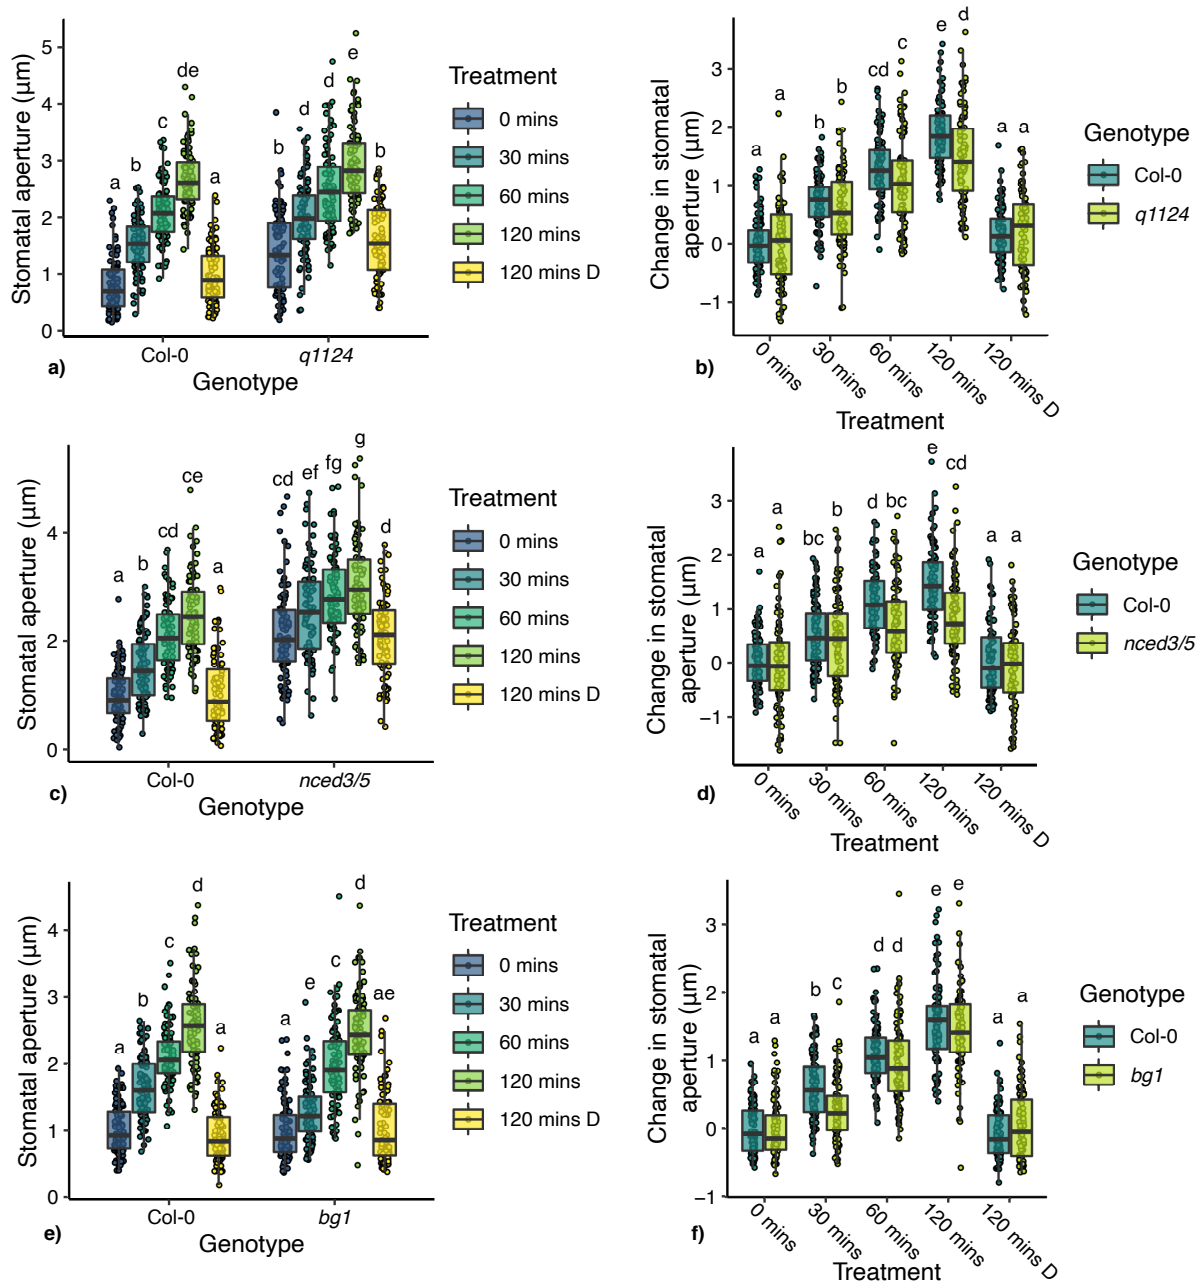 Stomatal aperture (µm)
5
4
3
2
1
0
a
b
c
de
a
b
d
d
e
b
Col-0
q1124
Genotype
a)
Treatment
0 mins
30 mins
60 mins
120 mins
120 mins D
Change in stomatal
aperture (µm)
3
2
1
0
−1
a
b
b
cd
c
e
d
a
a
0 mins
30 mins
60 mins
120 mins
120 mins D
Treatment
b)
Genotype
Col-0
q1124
Stomatal aperture (µm)
4
2
0
a
b
cd
ce
a
cd
ef
fg
g
d
Col-0
nced3/5
Genotype
c)
Treatment
0 mins
30 mins
60 mins
120 mins
120 mins D
Change in stomatal
aperture (µm)
3
2
1
0
−1
a
a
bc
b
d
bc
e
cd
a
a
0 mins
30 mins
60 mins
120 mins
120 mins D
Treatment
d)
Genotype
Col-0
nced3/5
Stomatal aperture (µm)
4
3
2
1
0
a
b
c
d
a
a
e
c
d
ae
Col-0
bg1
Genotype
e)
Treatment
0 mins
30 mins
60 mins
120 mins
120 mins D
Change in stomatal
aperture (µm)
3
2
1
0
−1
a
a
b
c
d
d
e
e
a
a
0 mins
30 mins
60 mins
120 mins
120 mins D
Treatment
f)
Genotype
Col-0
bg1